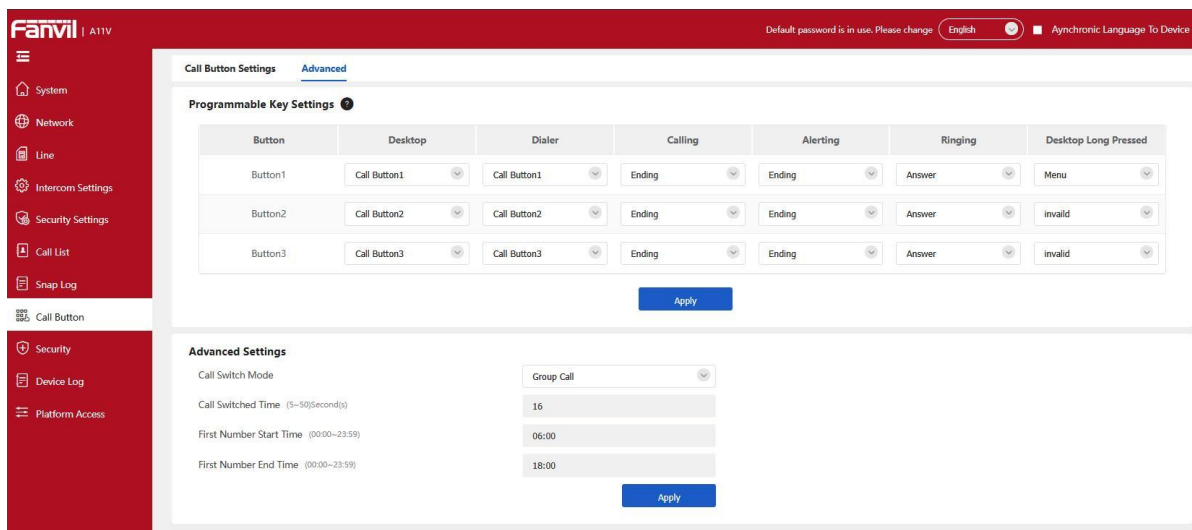 Fanvil | A11V
Default password is in use. Please change English Aynchronic Language To Device
System
Network
Line
Intercom Settings
Security Settings
Call List
Snap Log
Call Button
Security
Device Log
Platform Access
Call Button Settings Advanced
Programmable Key Settings ?
Button Desktop Dialer Calling Alerting Ringing Desktop Long Pressed
Button1 Call Button1 Call Button1 Ending Ending Answer Menu
Button2 Call Button2 Call Button2 Ending Ending Answer invaild
Button3 Call Button3 Call Button3 Ending Ending Answer invalid
Apply
Advanced Settings
Call Switch Mode Group Call
Call Switched Time (5~50)Second(s) 16
First Number Start Time (00:00~23:59) 06:00
First Number End Time (00:00~23:59) 18:00
Apply